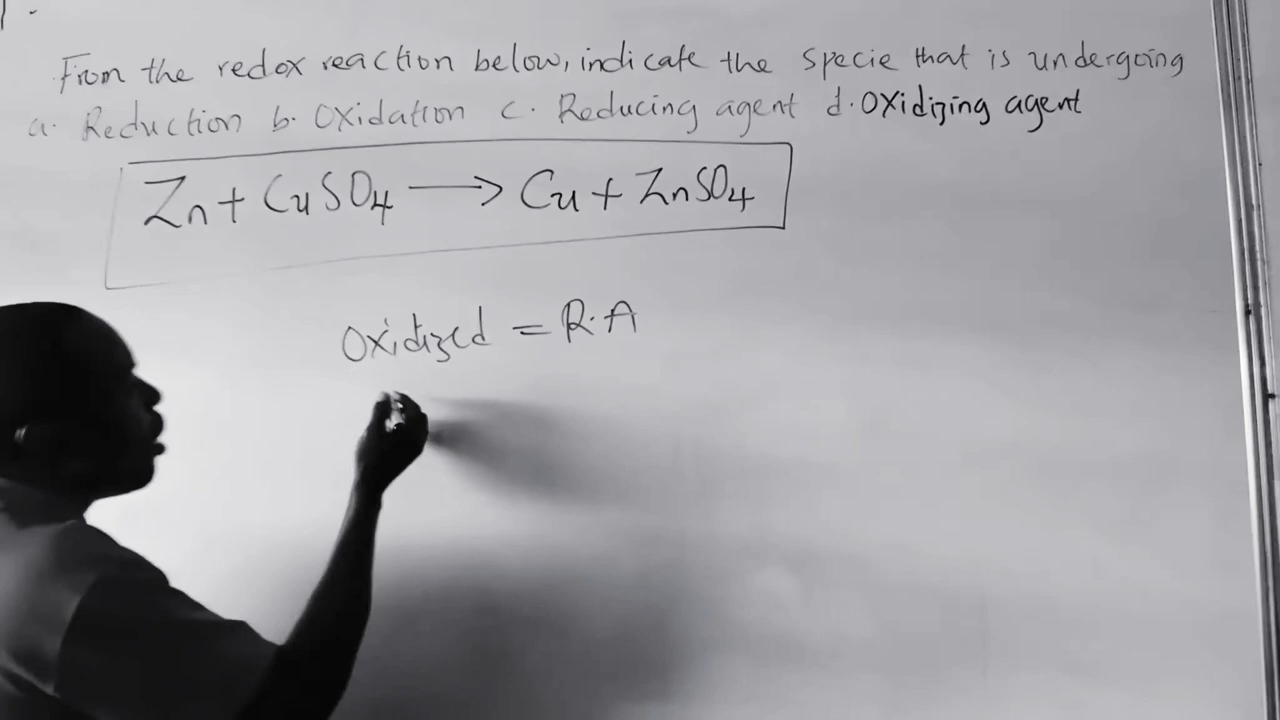 From the redox reaction below, indicate the specie that is undergoing
a. Reduction b. Oxidation c. Reducing agent d. Oxidizing agent
Zn + CuSO4 → Cu + ZnSO4
Oxidized = R.A